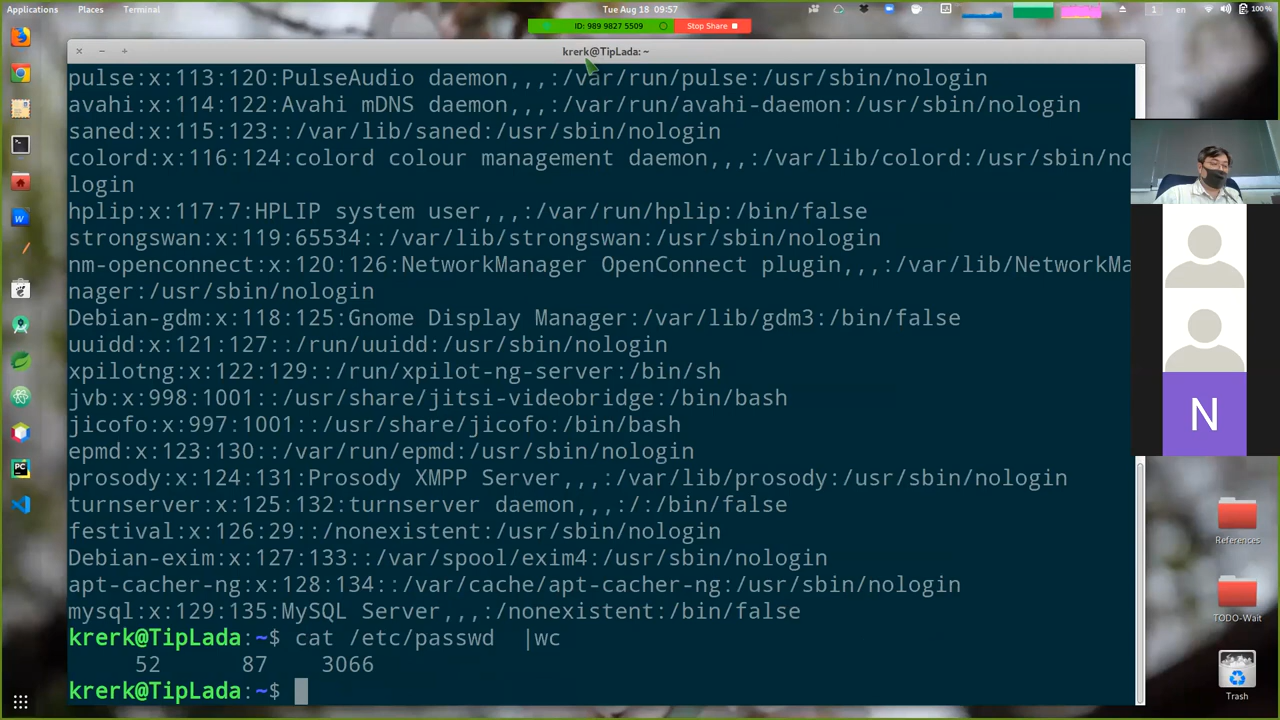 Applications Places Terminal Tue Aug 18 09:57 1 en 100 %
ID: 989 9827 5509 Stop Share
krerk@TipLada: ~
pulse:x:113:120:PulseAudio daemon,,,:/var/run/pulse:/usr/sbin/nologin
avahi:x:114:122:Avahi mDNS daemon,,,:/var/run/avahi-daemon:/usr/sbin/nologin
saned:x:115:123::/var/lib/saned:/usr/sbin/nologin
colord:x:116:124:colord colour management daemon,,,:/var/lib/colord:/usr/sbin/no
login
hplip:x:117:7:HPLIP system user,,,:/var/run/hplip:/bin/false
strongswan:x:119:65534::/var/lib/strongswan:/usr/sbin/nologin
nm-openconnect:x:120:126:NetworkManager OpenConnect plugin,,,:/var/lib/NetworkMa
nager:/usr/sbin/nologin
Debian-gdm:x:118:125:Gnome Display Manager:/var/lib/gdm3:/bin/false
uuidd:x:121:127::/run/uuidd:/usr/sbin/nologin
xpilotng:x:122:129::/run/xpilot-ng-server:/bin/sh
jvb:x:998:1001::/usr/share/jitsi-videobridge:/bin/bash
jicofo:x:997:1001::/usr/share/jicofo:/bin/bash
epmd:x:123:130::/var/run/epmd:/usr/sbin/nologin
prosody:x:124:131:Prosody XMPP Server,,,:/var/lib/prosody:/usr/sbin/nologin
turnserver:x:125:132:turnserver daemon,,,:/:/bin/false
festival:x:126:29::/nonexistent:/usr/sbin/nologin
Debian-exim:x:127:133::/var/spool/exim4:/usr/sbin/nologin
apt-cacher-ng:x:128:134::/var/cache/apt-cacher-ng:/usr/sbin/nologin
mysql:x:129:135:MySQL Server,,,:/nonexistent:/bin/false
krerk@TipLada:~$ cat /etc/passwd |wc
52 87 3066
krerk@TipLada:~$
N
References
TODO-Wait
Trash